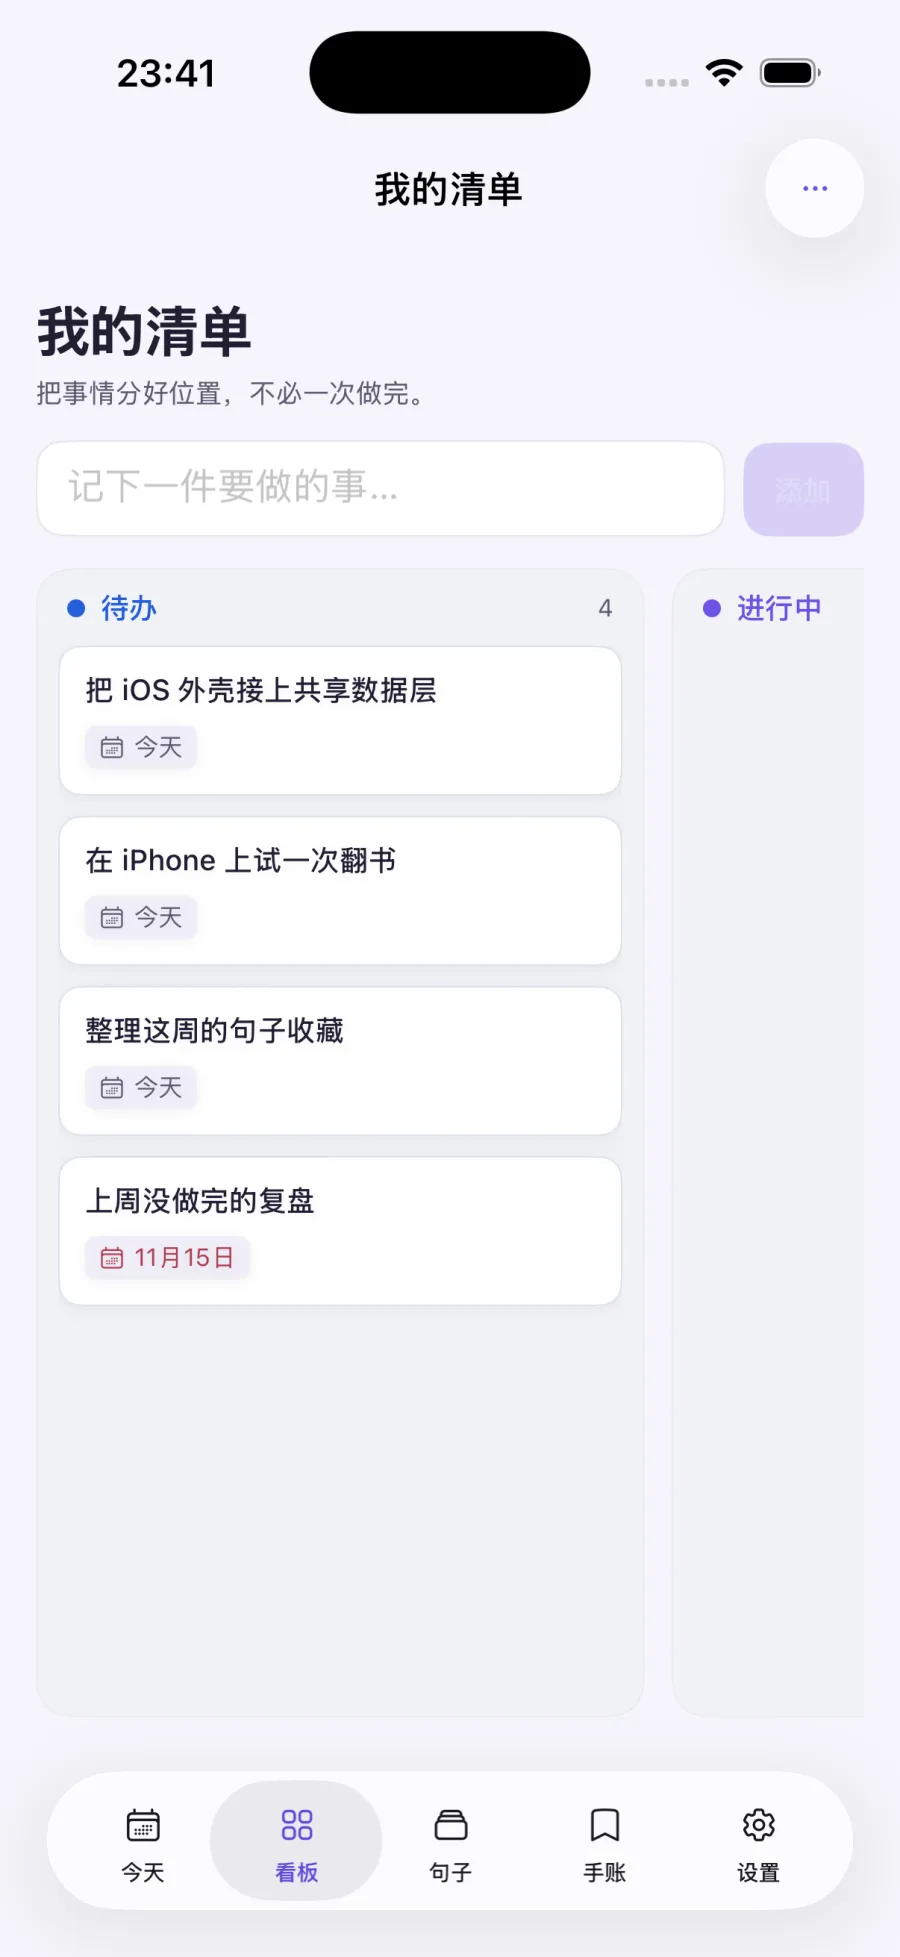 23:41
我的清单
我的清单
把事情分好位置，不必一次做完。
记下一件要做的事...
添加
待办
4
进行中
把 iOS 外壳接上共享数据层
今天
在 iPhone 上试一次翻书
今天
整理这周的句子收藏
今天
上周没做完的复盘
11月15日
今天
看板
句子
手账
设置